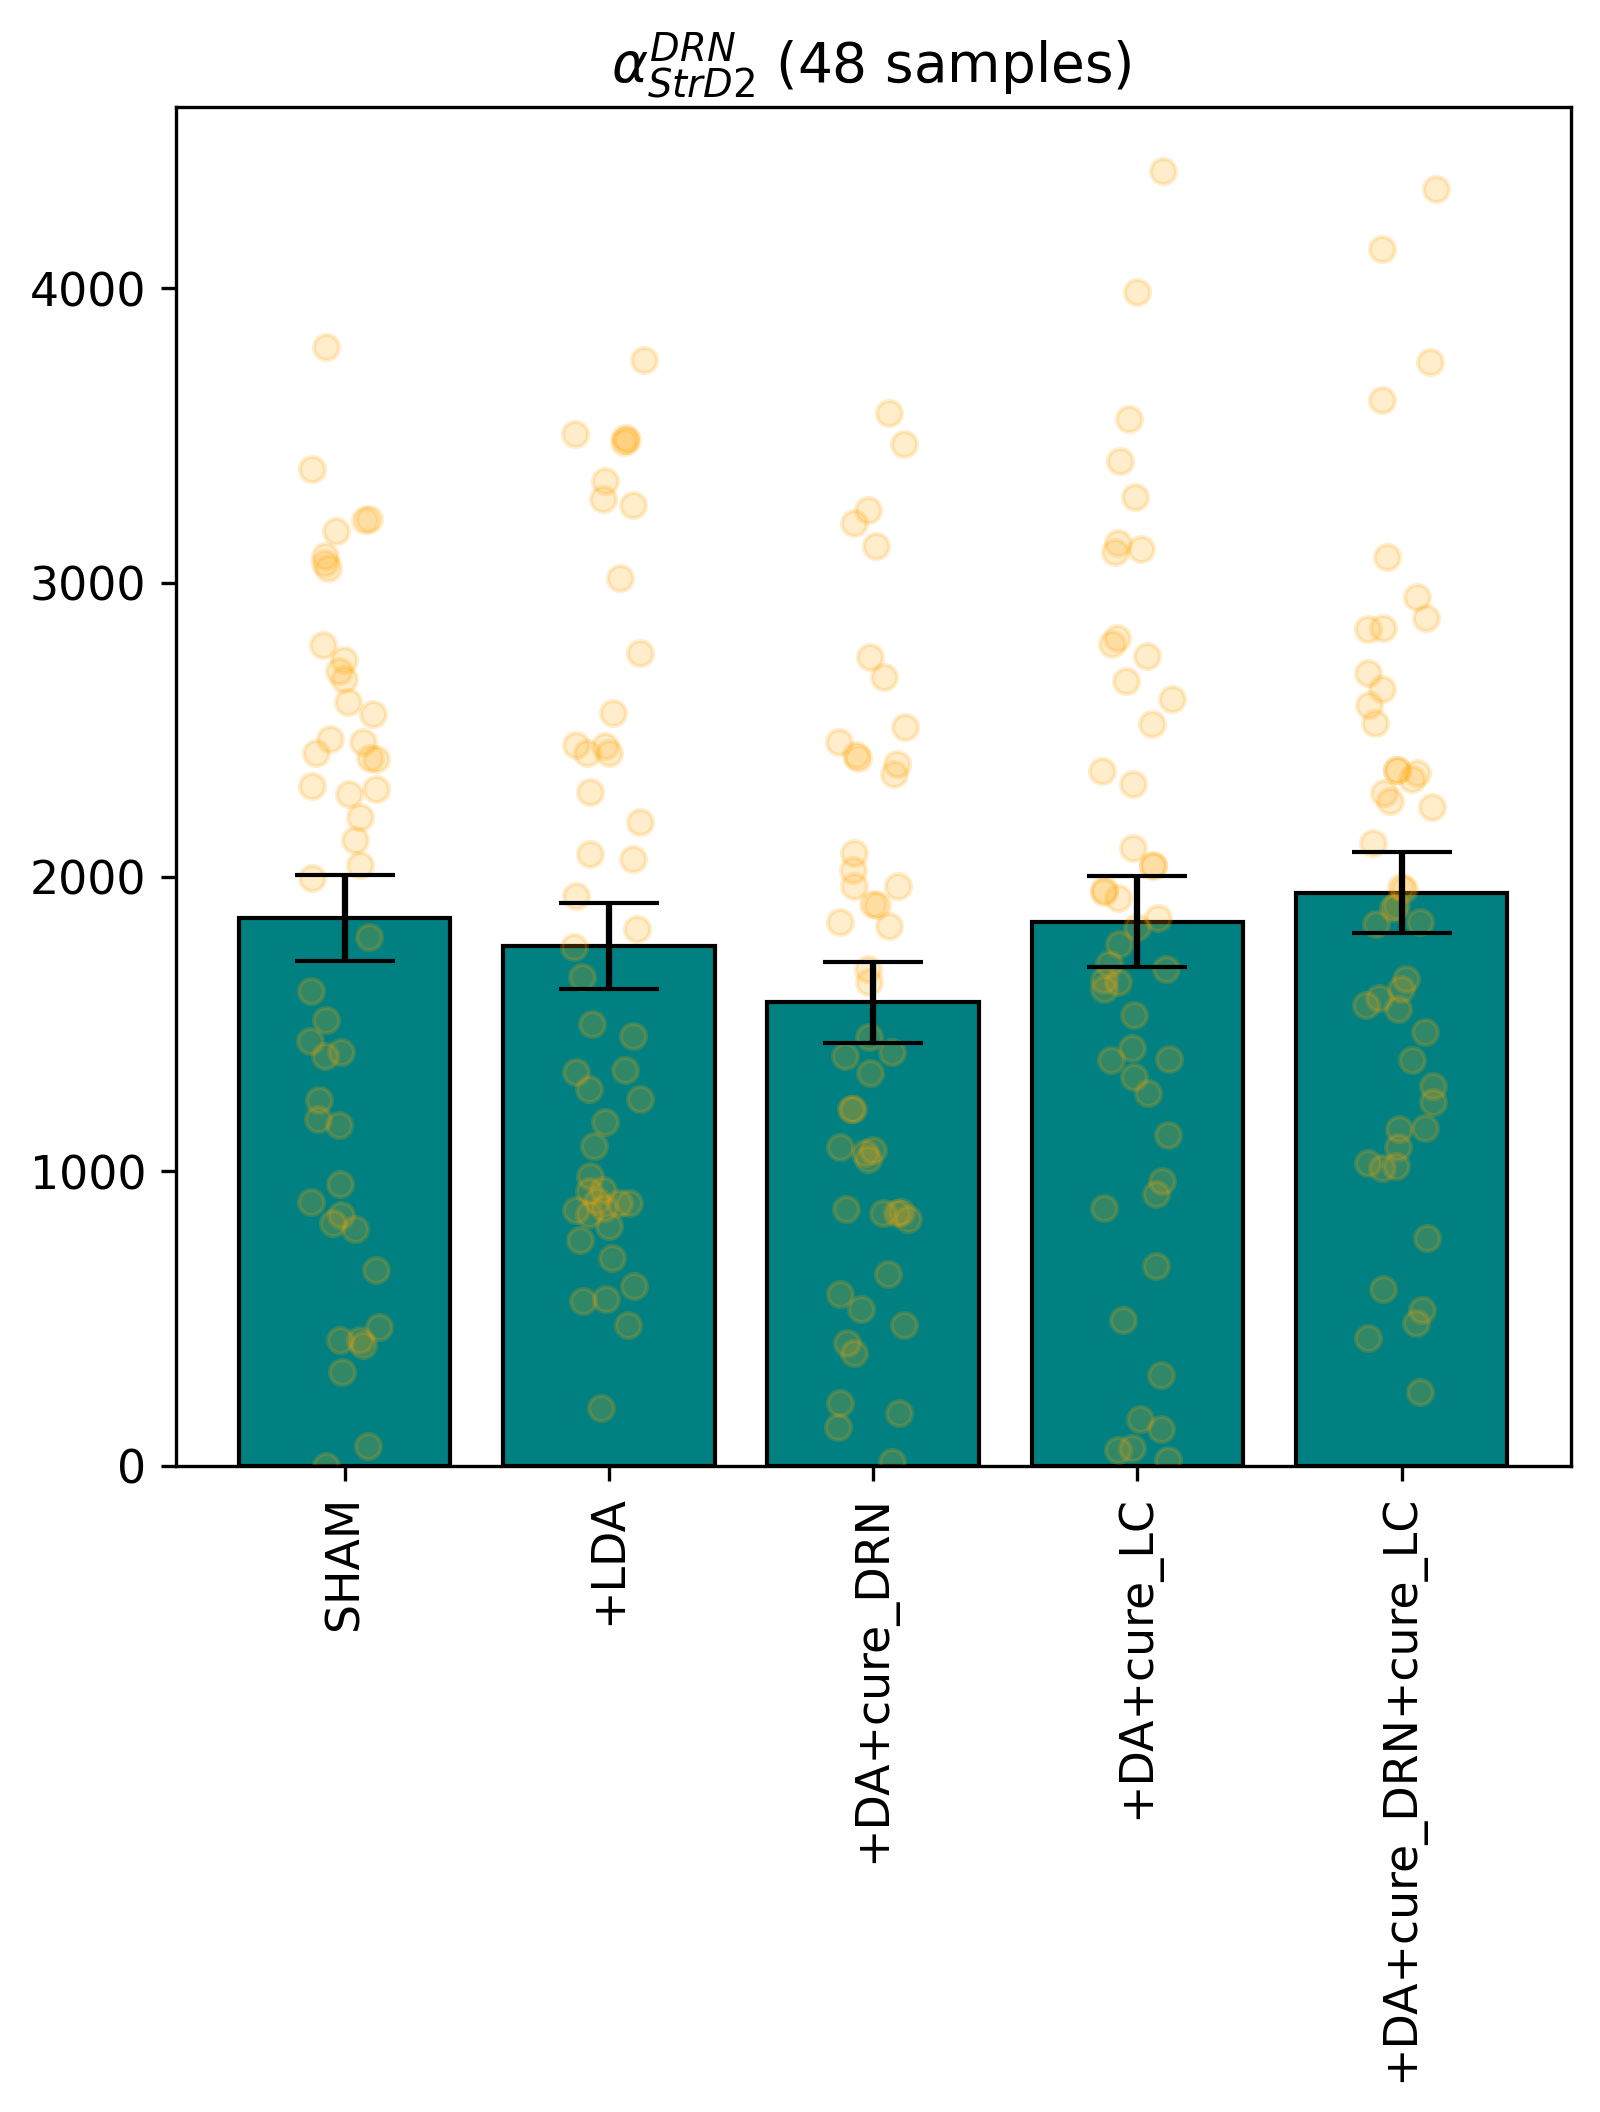 α^{DRN}_{StrD2} (48 samples)
4000
3000
2000
1000
0
SHAM
+LDA
+DA+cure_DRN
+DA+cure_LC
+DA+cure_DRN+cure_LC